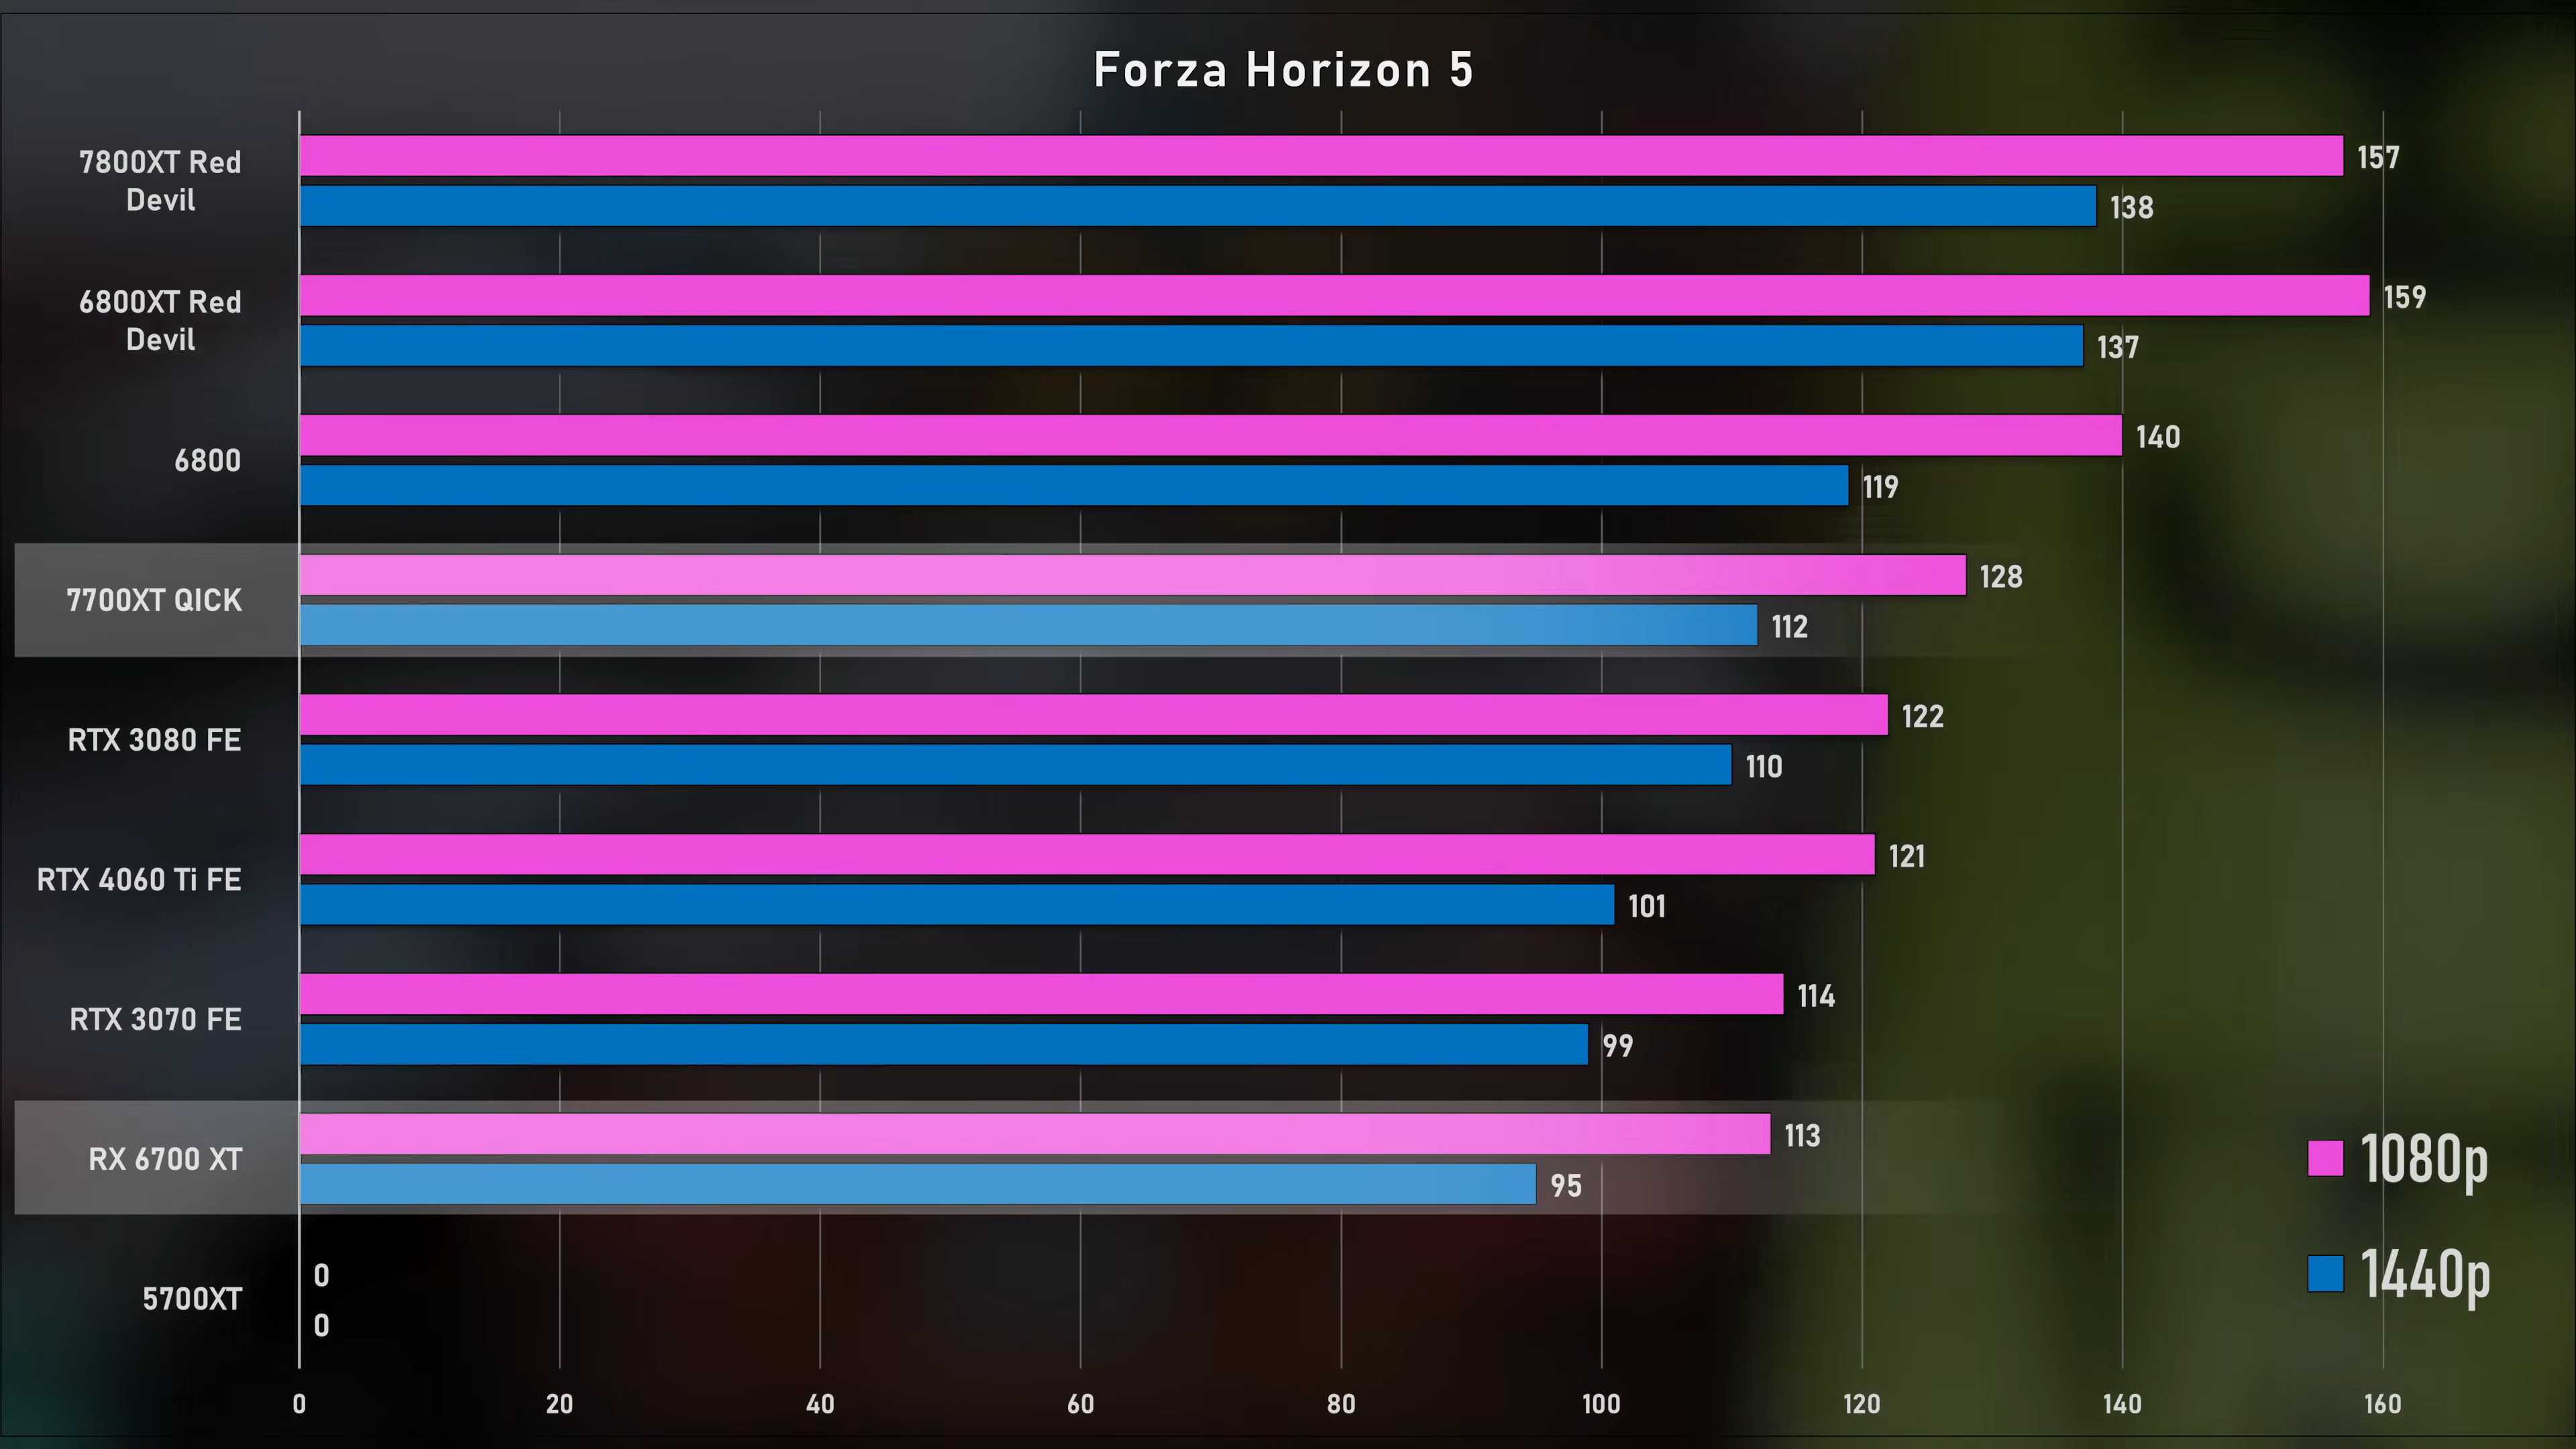 Forza Horizon 5
7800XT Red
Devil
157
138
6800XT Red
Devil
159
137
6800
140
119
7700XT QICK
128
112
RTX 3080 FE
122
110
RTX 4060 Ti FE
121
101
RTX 3070 FE
114
99
RX 6700 XT
113
95
5700XT
0
0
1080p
1440p
0 20 40 60 80 100 120 140 160